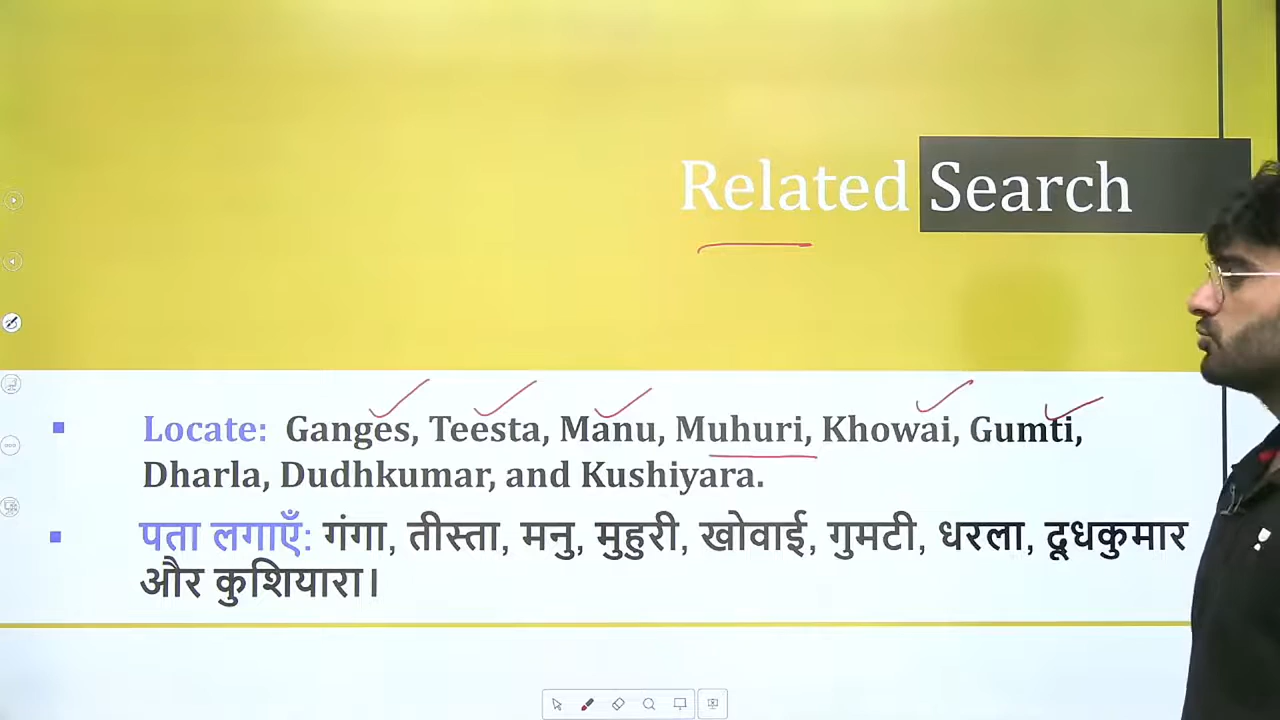 Related Search
Locate: Ganges, Teesta, Manu, Muhuri, Khowai, Gumti,
Dharla, Dudhkumar, and Kushiyara.
पता लगाएँ: गंगा, तीस्ता, मनु, मुहुरी, खोवाई, गुमटी, धरला, दूधकुमार
और कुशियारा।